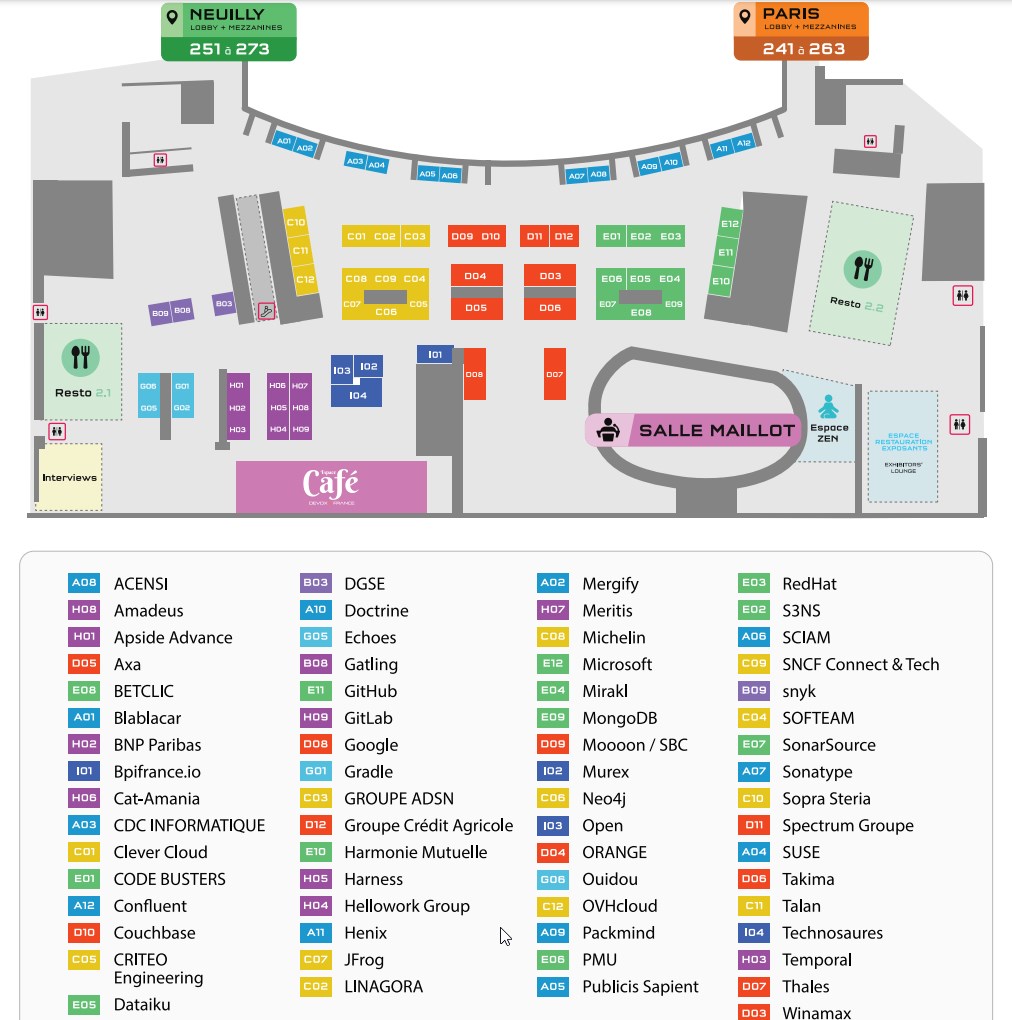 NEUILLY
LOBBY + MEZZANINES
251 à 273
PARIS
LOBBY + MEZZANINES
241 à 263
A01 A02
A03 A04
A05 A06
A07 A08
A09 A10
A11 A12
C10
C11
C12
C01 C02 C03
D09 D10
D11 D12
E01 E02 E03
E12
E11
E10
C08 C09 C04
C07 C05
C06
D04
D05
D03
D06
E06 E05 E04
E07 E09
E08
Resto 2.2
B09 B08
B03
Resto 2.1
G06 G01
G05 G02
H01
H02
H03
H06 H07
H05 H08
H04 H09
I03 I02
I04
I01
D08
D07
SALLE MAILLOT
Espace
ZEN
ESPACE
RESTAURATION
EXPOSANTS
EXHIBITORS'
LOUNGE
Interviews
Espace
Café
DEVOXX FRANCE
A08 ACENSI
H08 Amadeus
H01 Apside Advance
D05 Axa
E08 BETCLIC
A01 Blablacar
H02 BNP Paribas
I01 Bpifrance.io
H06 Cat-Amania
A03 CDC INFORMATIQUE
C01 Clever Cloud
E01 CODE BUSTERS
A12 Confluent
D10 Couchbase
C05 CRITEO
Engineering
E05 Dataiku
B03 DGSE
A10 Doctrine
G05 Echoes
B08 Gatling
E11 GitHub
H09 GitLab
D08 Google
G01 Gradle
C03 GROUPE ADSN
D12 Groupe Crédit Agricole
E10 Harmonie Mutuelle
H05 Harness
H04 Hellowork Group
A11 Henix
C07 JFrog
C02 LINAGORA
A02 Mergify
H07 Meritis
C08 Michelin
E12 Microsoft
E04 Mirakl
E09 MongoDB
D09 Moooon / SBC
I02 Murex
C06 Neo4j
I03 Open
D04 ORANGE
G06 Ouidou
C12 OVHcloud
A09 Packmind
E06 PMU
A05 Publicis Sapient
E03 RedHat
E02 S3NS
A06 SCIAM
C09 SNCF Connect & Tech
B09 snyk
C04 SOFTEAM
E07 SonarSource
A07 Sonatype
C10 Sopra Steria
D11 Spectrum Groupe
A04 SUSE
D06 Takima
C11 Talan
I04 Technosaures
H03 Temporal
D07 Thales
D03 Winamax